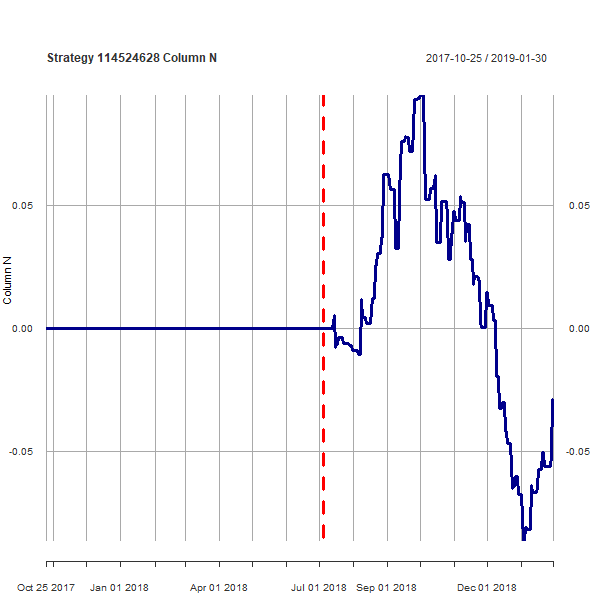 Strategy 114524628 Column N
2017-10-25 / 2019-01-30
Column N
0.05
0.05
0.00
0.00
-0.05
-0.05
Oct 25 2017
Jan 01 2018
Apr 01 2018
Jul 01 2018
Sep 01 2018
Dec 01 2018